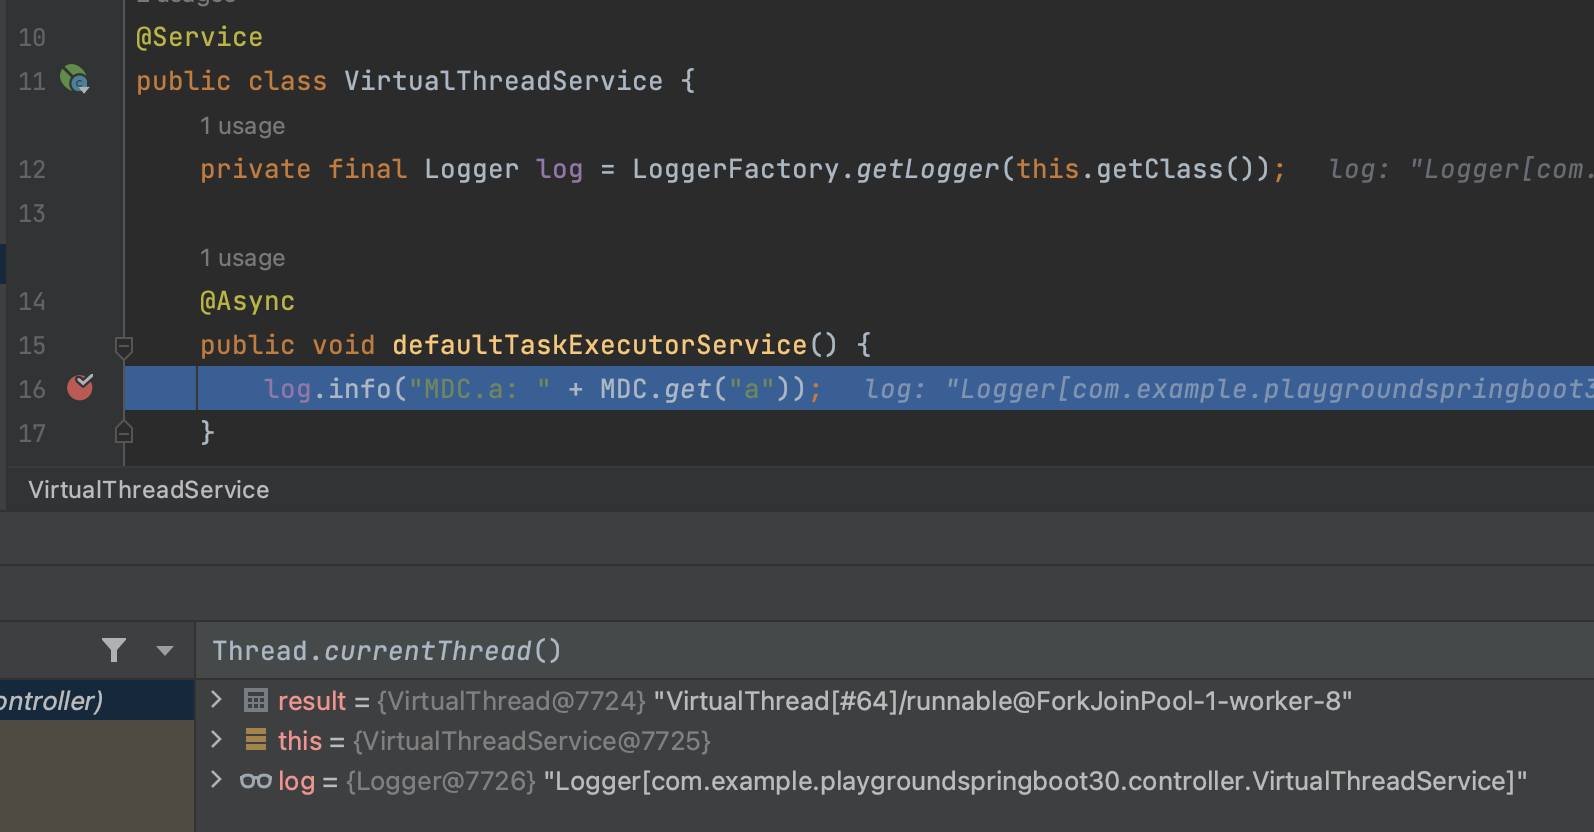 2 usages
10 @Service
11 public class VirtualThreadService {
1 usage
12 private final Logger log = LoggerFactory.getLogger(this.getClass()); log: "Logger[com.
13
1 usage
14 @Async
15 public void defaultTaskExecutorService() {
16 log.info("MDC.a: " + MDC.get("a")); log: "Logger[com.example.playgroundspringboot3
17 }
VirtualThreadService
Thread.currentThread()
ontroller)
result = {VirtualThread@7724} "VirtualThread[#64]/runnable@ForkJoinPool-1-worker-8"
this = {VirtualThreadService@7725}
log = {Logger@7726} "Logger[com.example.playgroundspringboot30.controller.VirtualThreadService]"